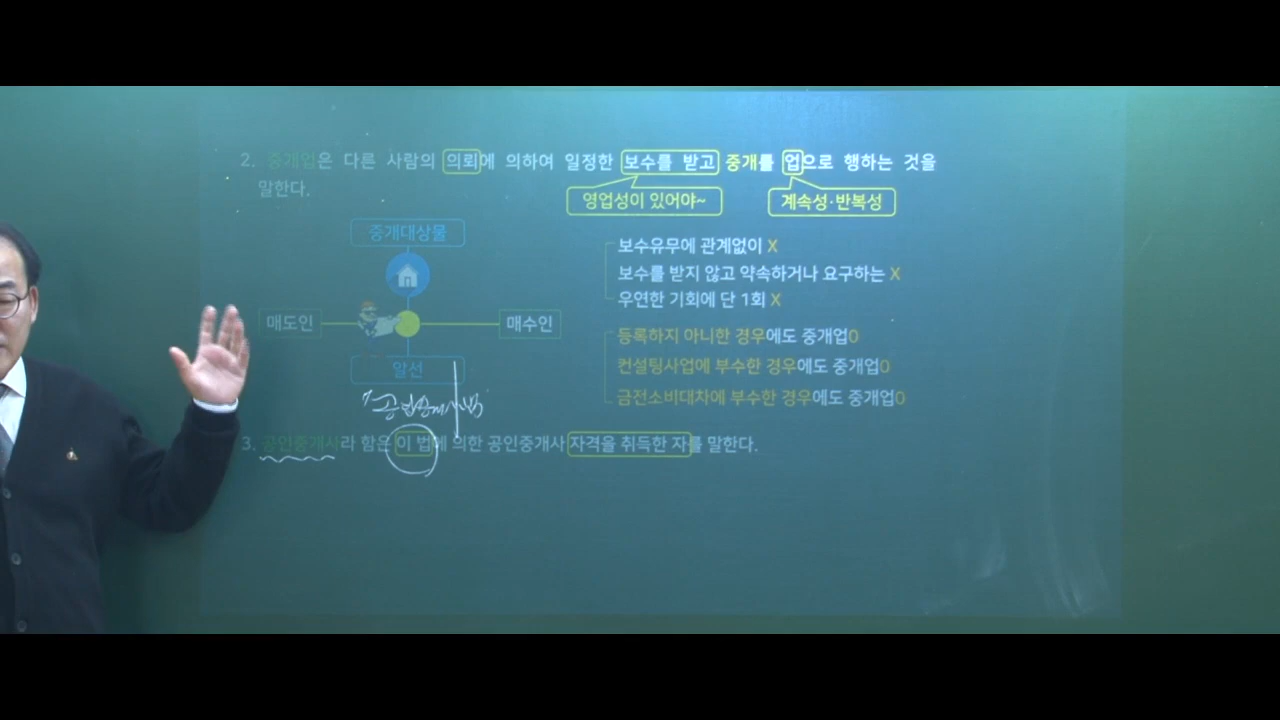 2. 중개업은 다른 사람의 의뢰에 의하여 일정한 보수를 받고 중개를 업으로 행하는 것을
말한다.
영업성이 있어야~
계속성·반복성
중개대상물
매도인
매수인
알선
보수유무에 관계없이 X
보수를 받지 않고 약속하거나 요구하는 X
우연한 기회에 단 1회 X
등록하지 아니한 경우에도 중개업O
컨설팅사업에 부수한 경우에도 중개업O
금전소비대차에 부수한 경우에도 중개업O
3. 공인중개사라 함은 이 법에 의한 공인중개사 자격을 취득한 자를 말한다.